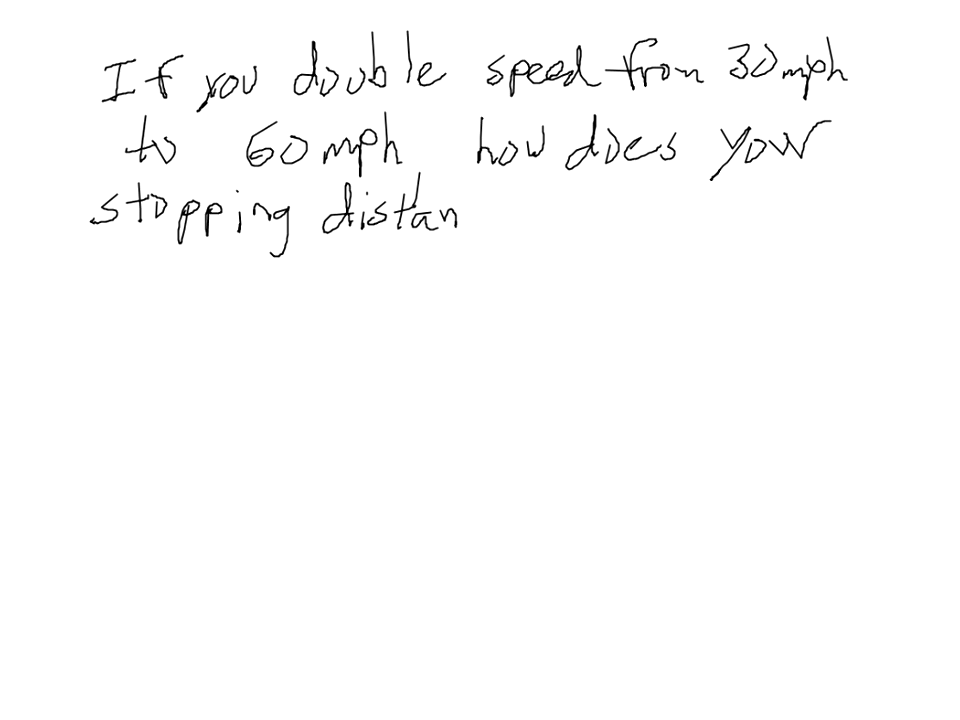 If you double speed from 30mph
to 60mph how does your
stopping distan